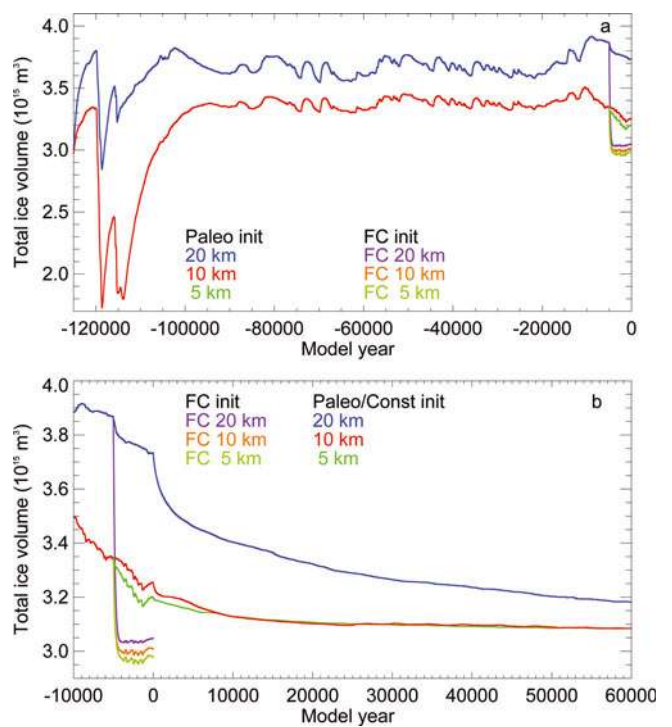 a
4.0
3.5
3.0
2.5
2.0
Total ice volume (10¹⁵ m³)
Paleo init FC init
20 km FC 20 km
10 km FC 10 km
5 km FC 5 km
-120000 -100000 -80000 -60000 -40000 -20000 0
Model year
b
4.0
3.8
3.6
3.4
3.2
3.0
Total ice volume (10¹⁵ m³)
FC init Paleo/Const init
FC 20 km 20 km
FC 10 km 10 km
FC 5 km 5 km
-10000 0 10000 20000 30000 40000 50000 60000
Model year